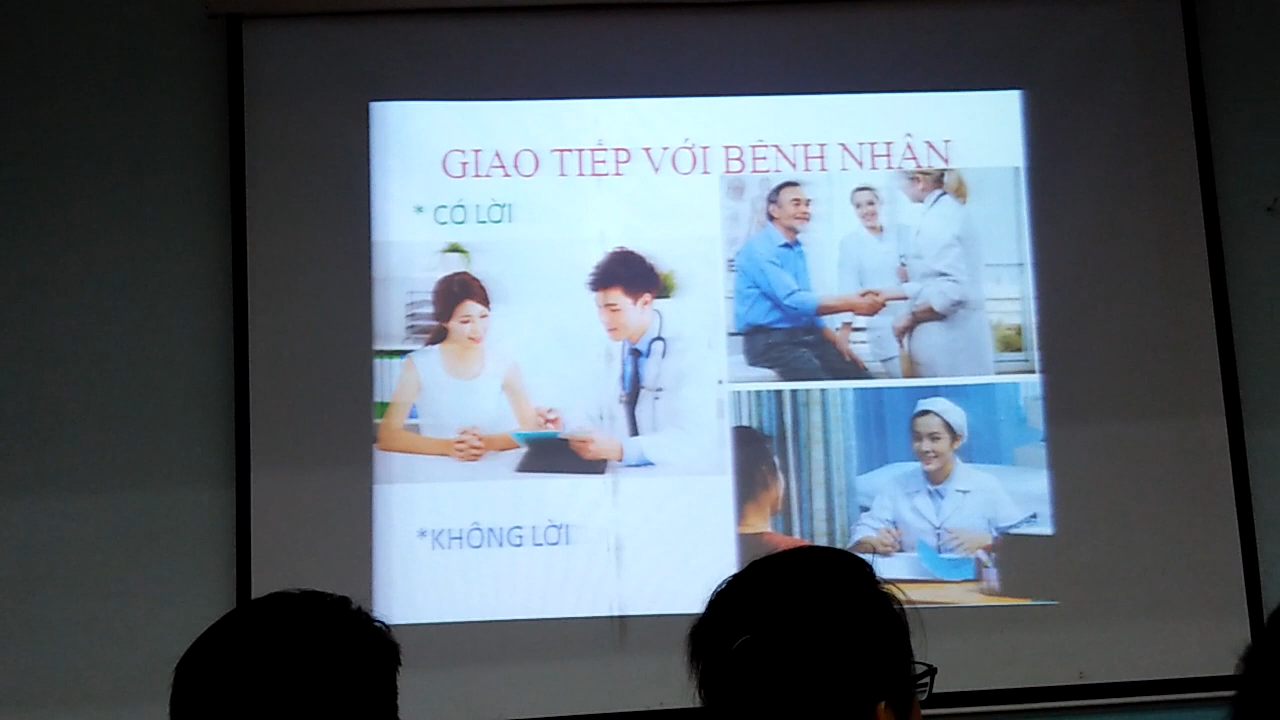 GIAO TIẾP VỚI BỆNH NHÂN
* CÓ LỜI
*KHÔNG LỜI